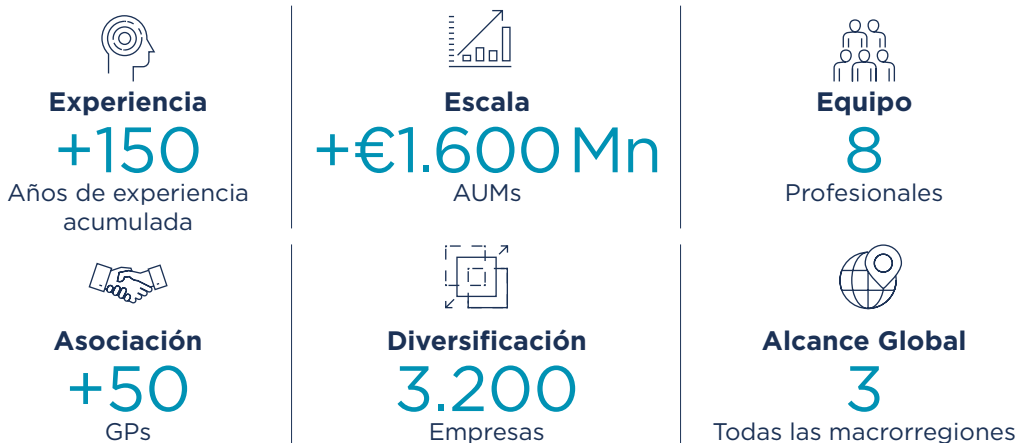 Experiencia
+150
Años de experiencia
acumulada
Escala
+€1.600 Mn
AUMs
Equipo
8
Profesionales
Asociación
+50
GPs
Diversificación
3.200
Empresas
Alcance Global
3
Todas las macrorregiones